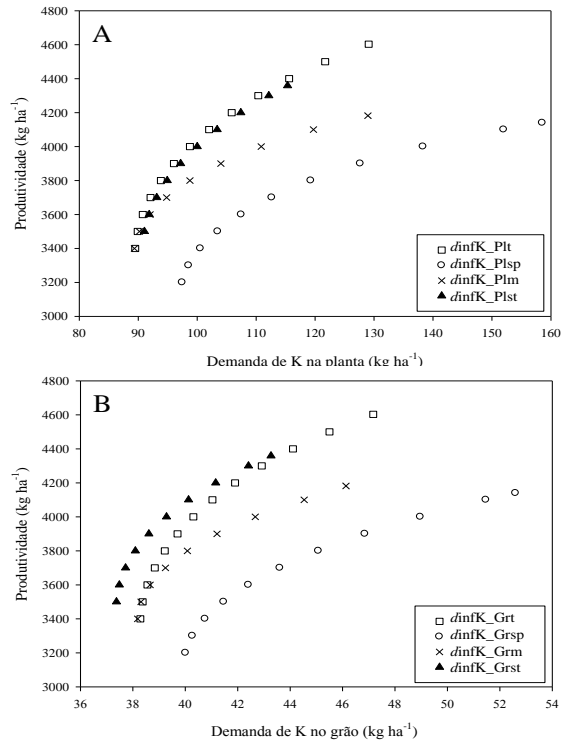 A
Produtividade (kg ha-1)
4800
4600
4400
4200
4000
3800
3600
3400
3200
3000
80 90 100 110 120 130 140 150 160
Demanda de K na planta (kg ha-1)
dinfK_Plt
dinfK_Plsp
dinfK_Plm
dinfK_Plst
B
Produtividade (kg ha-1)
4800
4600
4400
4200
4000
3800
3600
3400
3200
3000
36 38 40 42 44 46 48 50 52 54
Demanda de K no grão (kg ha-1)
dinfK_Grt
dinfK_Grsp
dinfK_Grm
dinfK_Grst